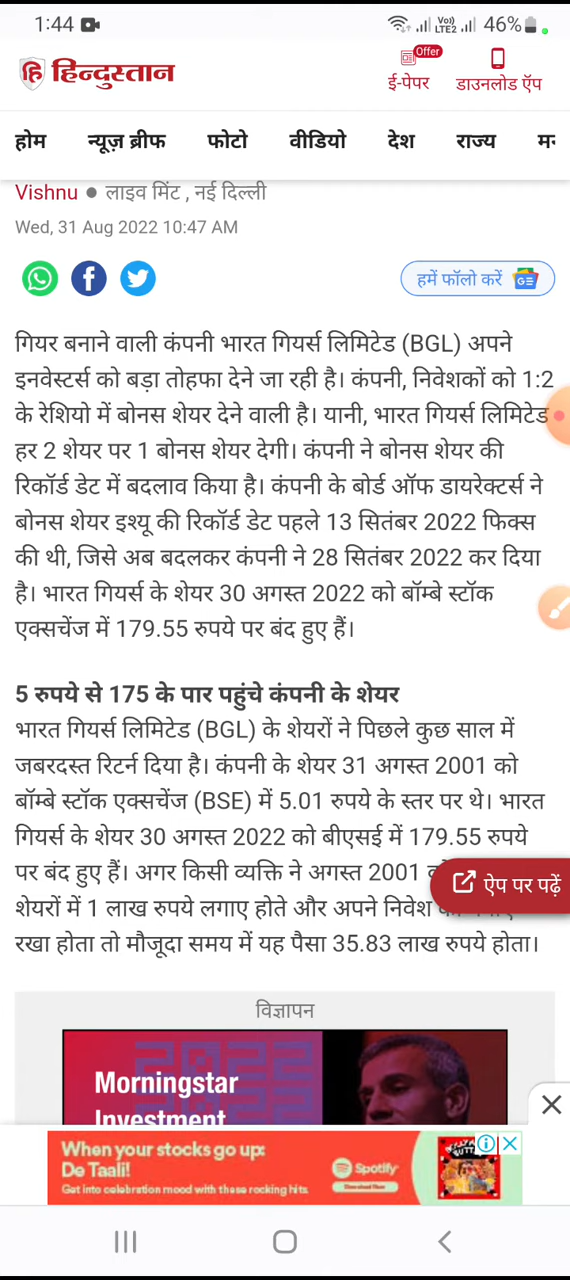 1:44
Vo))
LTE2
46%
हि हिन्दुस्तान
Offer
ई-पेपर
डाउनलोड ऍप
होम न्यूज़ ब्रीफ फोटो वीडियो देश राज्य
Vishnu ● लाइव मिंट , नई दिल्ली
Wed, 31 Aug 2022 10:47 AM
हमें फॉलो करें
GE
गियर बनाने वाली कंपनी भारत गियर्स लिमिटेड (BGL) अपने
इनवेस्टर्स को बड़ा तोहफा देने जा रही है। कंपनी, निवेशकों को 1:2
के रेशियो में बोनस शेयर देने वाली है। यानी, भारत गियर्स लिमिटेड
हर 2 शेयर पर 1 बोनस शेयर देगी। कंपनी ने बोनस शेयर की
रिकॉर्ड डेट में बदलाव किया है। कंपनी के बोर्ड ऑफ डायरेक्टर्स ने
बोनस शेयर इश्यू की रिकॉर्ड डेट पहले 13 सितंबर 2022 फिक्स
की थी, जिसे अब बदलकर कंपनी ने 28 सितंबर 2022 कर दिया
है। भारत गियर्स के शेयर 30 अगस्त 2022 को बॉम्बे स्टॉक
एक्सचेंज में 179.55 रुपये पर बंद हुए हैं।
5 रुपये से 175 के पार पहुंचे कंपनी के शेयर
भारत गियर्स लिमिटेड (BGL) के शेयरों ने पिछले कुछ साल में
जबरदस्त रिटर्न दिया है। कंपनी के शेयर 31 अगस्त 2001 को
बॉम्बे स्टॉक एक्सचेंज (BSE) में 5.01 रुपये के स्तर पर थे। भारत
गियर्स के शेयर 30 अगस्त 2022 को बीएसई में 179.55 रुपये
पर बंद हुए हैं। अगर किसी व्यक्ति ने अगस्त 2001
ऐप पर पढ़ें
शेयरों में 1 लाख रुपये लगाए होते और अपने निवेश
रखा होता तो मौजूदा समय में यह पैसा 35.83 लाख रुपये होता।
विज्ञापन
2022
Morningstar
Investment
When your stocks go up:
De Taali!
Get into celebration mood with these rocking hits
Spotify
Download Now